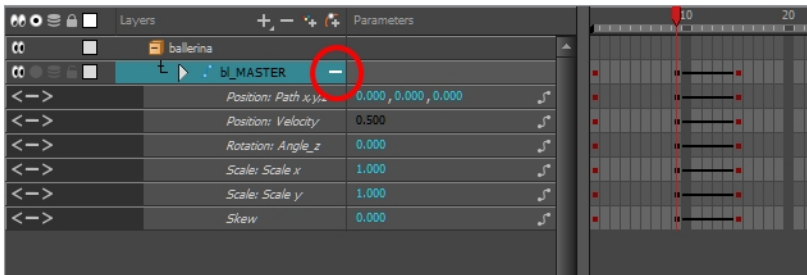 Layers Parameters 10 20
ballerina
bl_MASTER
Position: Path x,y,z 0.000 , 0.000 , 0.000
Position: Velocity 0.500
Rotation: Angle_z 0.000
Scale: Scale x 1.000
Scale: Scale y 1.000
Skew 0.000